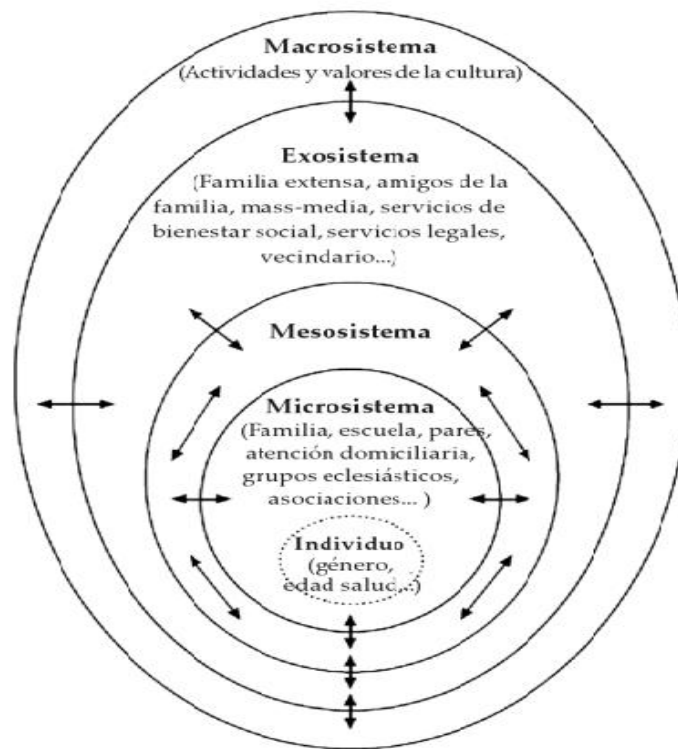 Macrosistema
(Actividades y valores de la cultura)
Exosistema
(Familia extensa, amigos de la
familia, mass-media, servicios de
bienestar social, servicios legales,
vecindario...)
Mesosistema
Microsistema
(Familia, escuela, pares,
atención domiciliaria,
grupos eclesiásticos,
asociaciones... )
Individuo
(género,
edad salud,..)